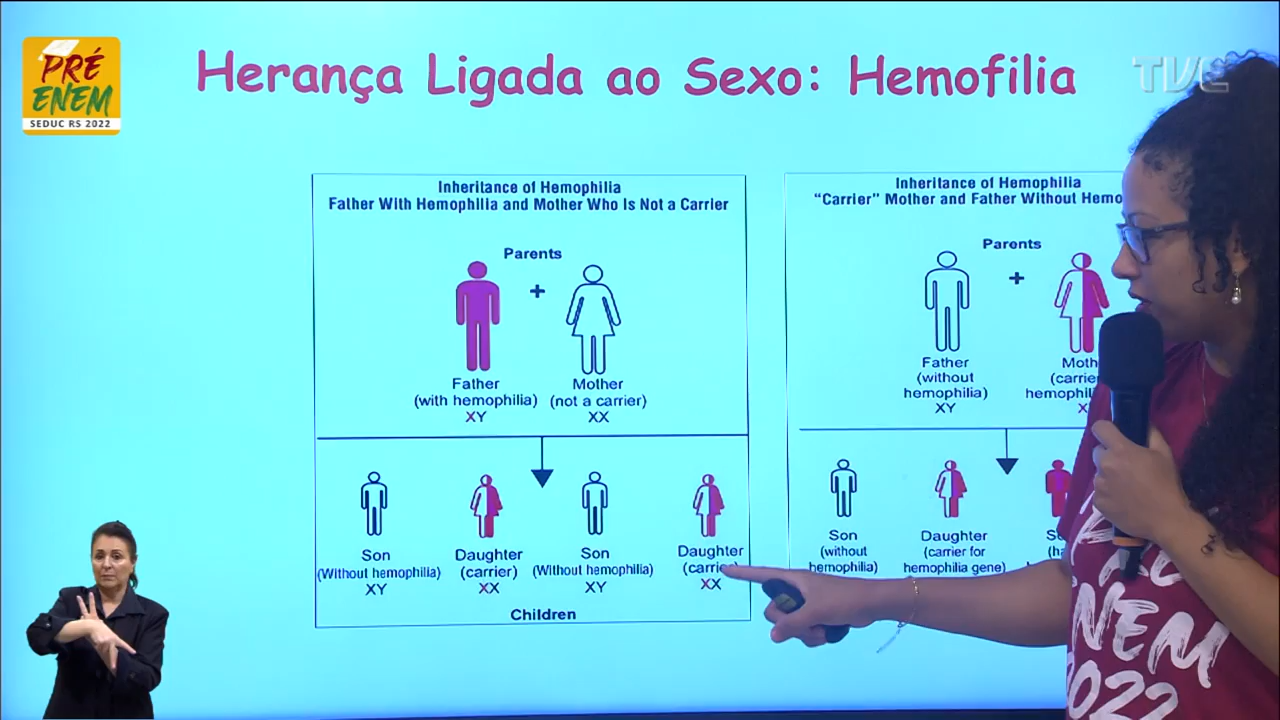 PRÉ
ENEM
SEDUC RS 2022
Herança Ligada ao Sexo: Hemofilia
TVE
Inheritance of Hemophilia
Father With Hemophilia and Mother Who Is Not a Carrier
Parents
+
Father
(with hemophilia)
XY
Mother
(not a carrier)
XX
Son
(Without hemophilia)
XY
Daughter
(carrier)
XX
Son
(Without hemophilia)
XY
Daughter
(carrier)
XX
Children
Inheritance of Hemophilia
"Carrier" Mother and Father Without
Parents
+
Father
(without
hemophilia)
XY
Son
(without
hemophilia)
Daughter
(carrier for
hemophilia gene)
ENEM
2022